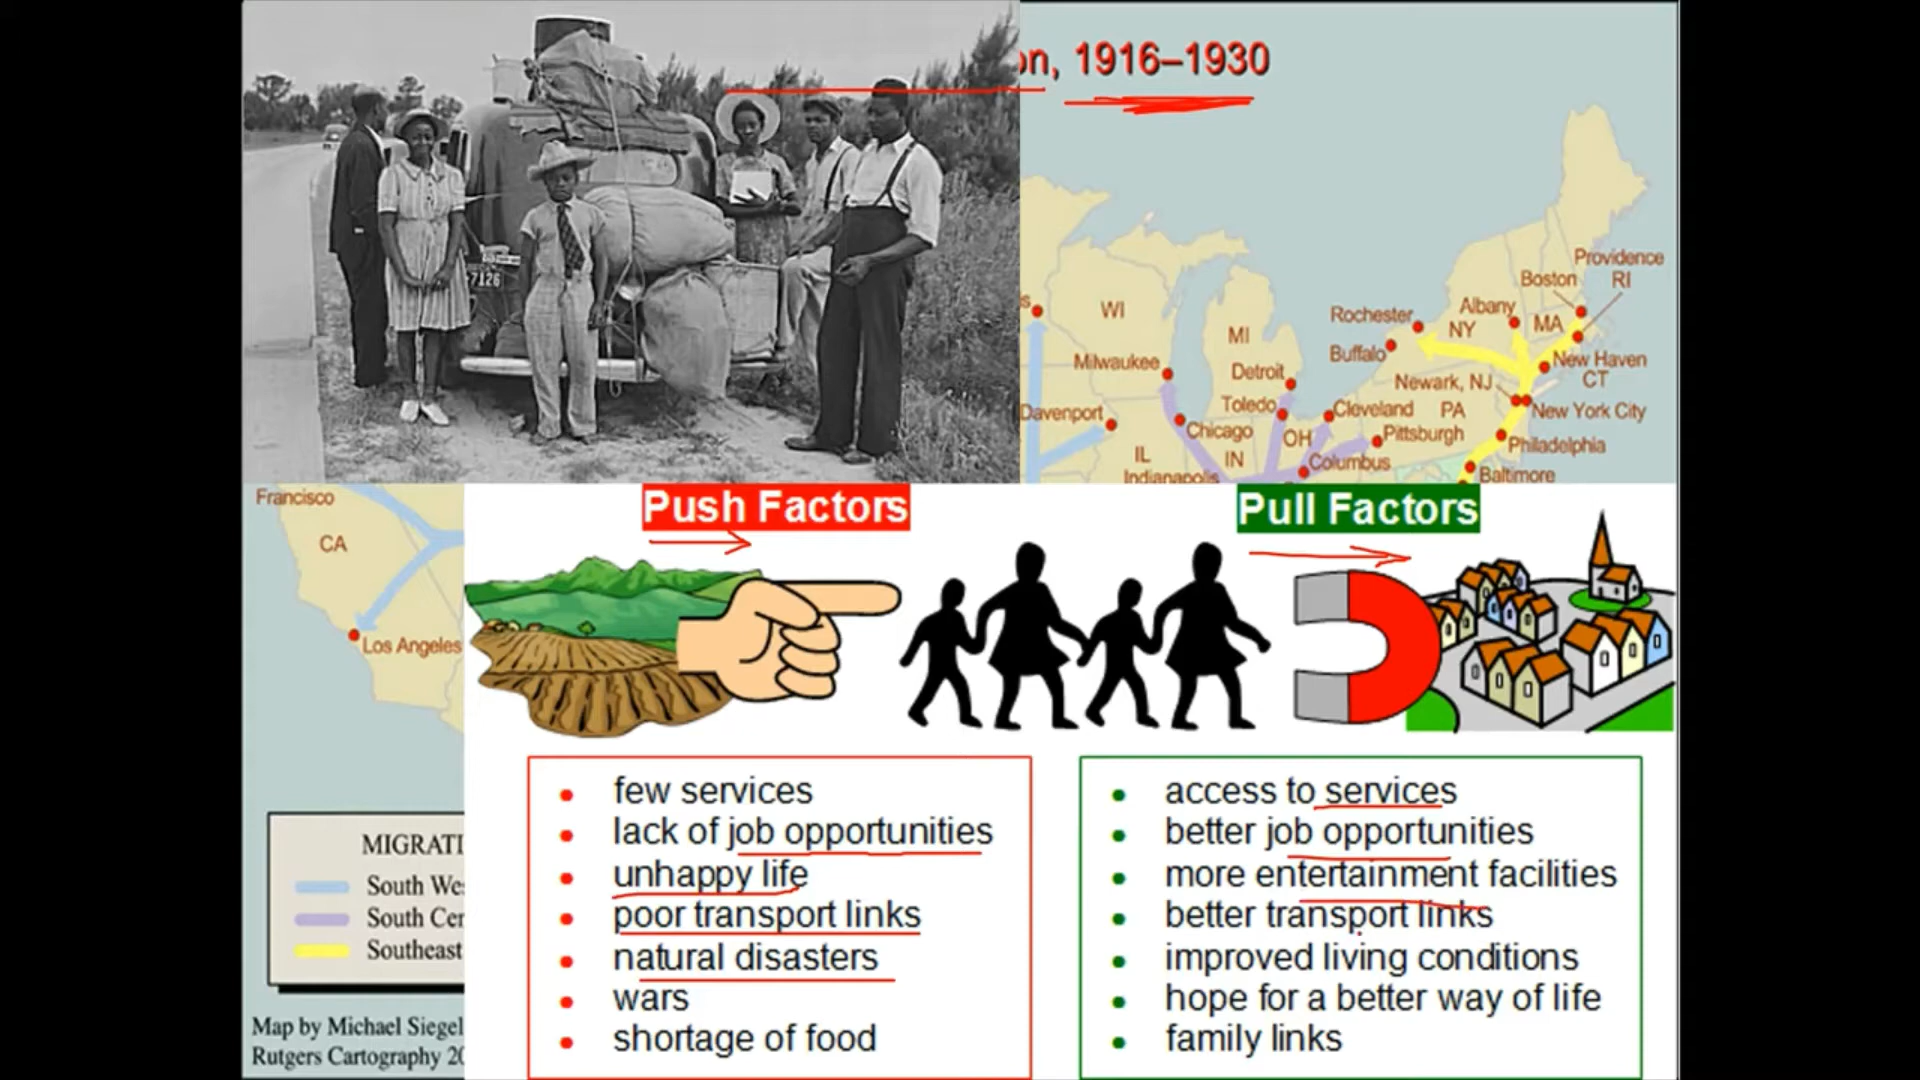 on, 1916–1930
7126
Providence
RI
Boston
Albany
Rochester
NY
MA
WI
MI
Buffalo
New Haven
CT
Milwaukee
Detroit
Newark, NJ
Toledo
Cleveland
PA
New York City
Davenport
Chicago
OH
Pittsburgh
Philadelphia
IL
IN
Columbus
Indianapolis
Baltimore
Francisco
CA
Los Angeles
Push Factors
Pull Factors
few services
lack of job opportunities
unhappy life
poor transport links
natural disasters
wars
shortage of food
access to services
better job opportunities
more entertainment facilities
better transport links
improved living conditions
hope for a better way of life
family links
MIGRATI
South We
South Cen
Southeast
Map by Michael Siegel
Rutgers Cartography 20